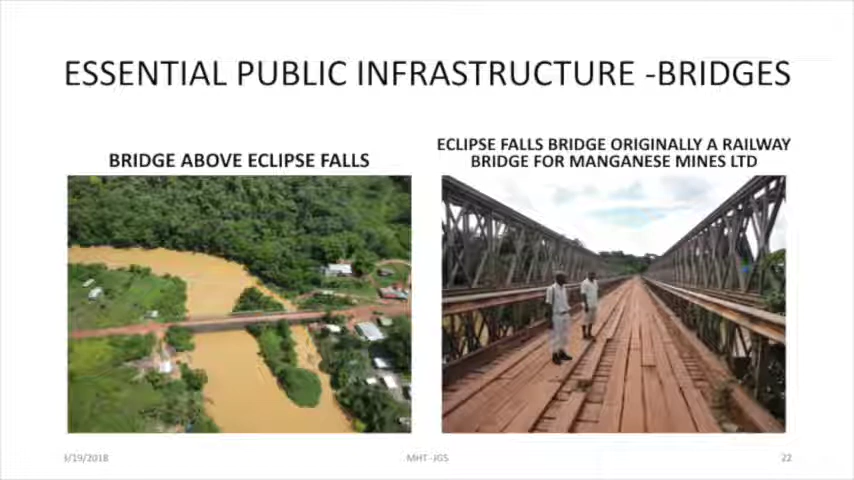 ESSENTIAL PUBLIC INFRASTRUCTURE -BRIDGES
BRIDGE ABOVE ECLIPSE FALLS
ECLIPSE FALLS BRIDGE ORIGINALLY A RAILWAY
BRIDGE FOR MANGANESE MINES LTD
3/19/2018
MHT -JGS
22